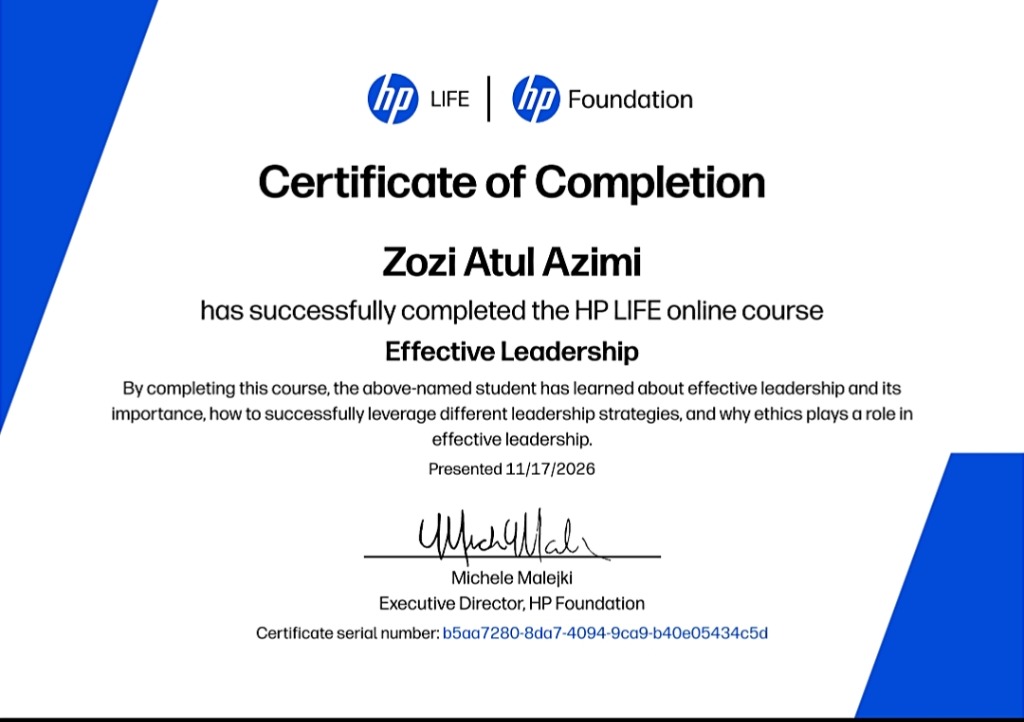 hp LIFE | hp Foundation
Certificate of Completion
Zozi Atul Azimi
has successfully completed the HP LIFE online course
Effective Leadership
By completing this course, the above-named student has learned about effective leadership and its
importance, how to successfully leverage different leadership strategies, and why ethics plays a role in
effective leadership.
Presented 11/17/2026
Michele Malejki
Executive Director, HP Foundation
Certificate serial number: b5aa7280-8da7-4094-9ca9-b40e05434c5d